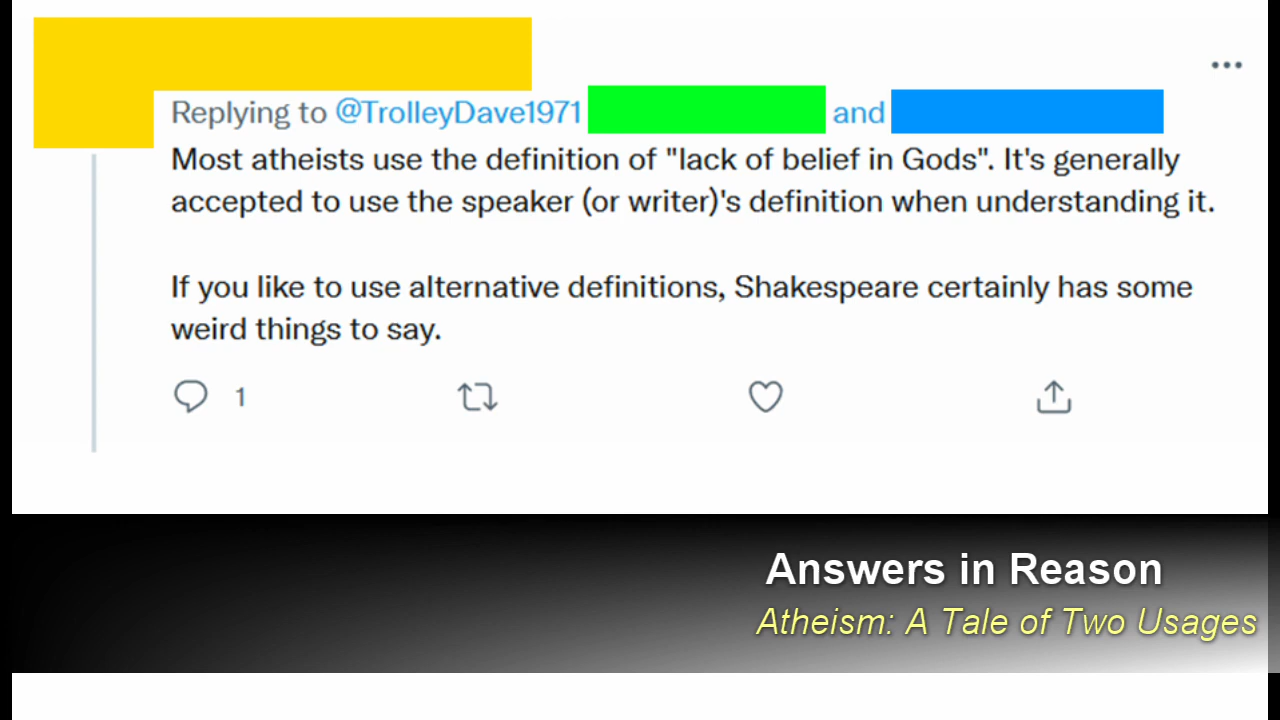 Replying to @TrolleyDave1971 and
Most atheists use the definition of "lack of belief in Gods". It's generally
accepted to use the speaker (or writer)'s definition when understanding it.
If you like to use alternative definitions, Shakespeare certainly has some
weird things to say.
1
Answers in Reason
Atheism: A Tale of Two Usages